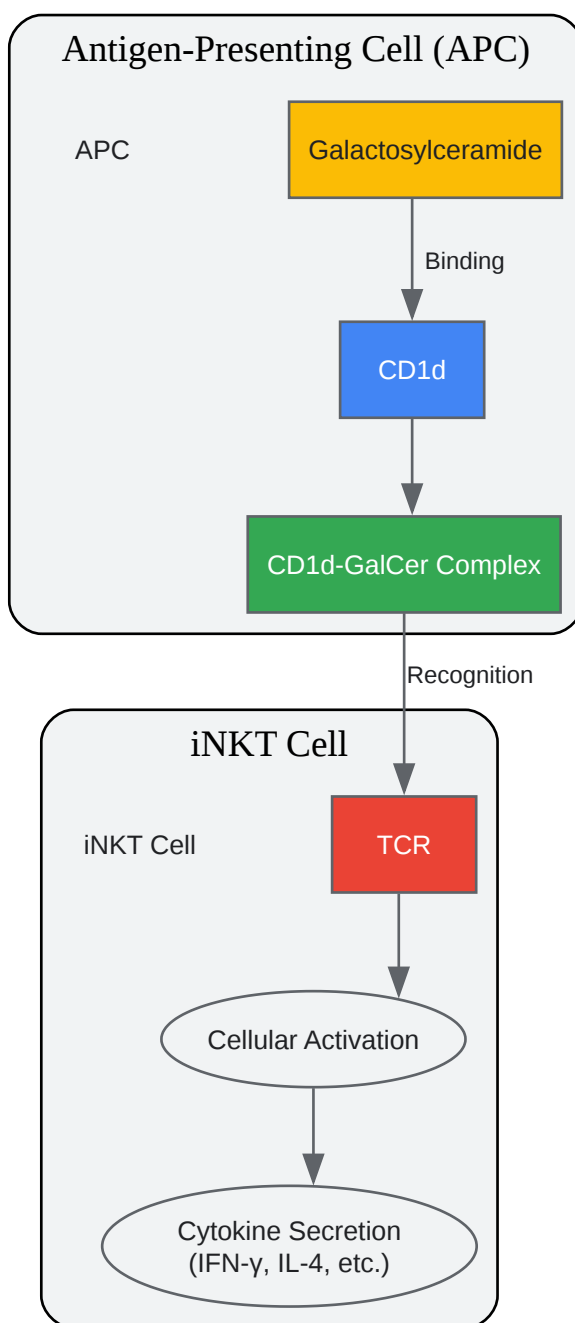 Antigen-Presenting Cell (APC)
APC
Galactosylceramide
Binding
CD1d
CD1d-GalCer Complex
Recognition
iNKT Cell
iNKT Cell
TCR
Cellular Activation
Cytokine Secretion
(IFN-γ, IL-4, etc.)